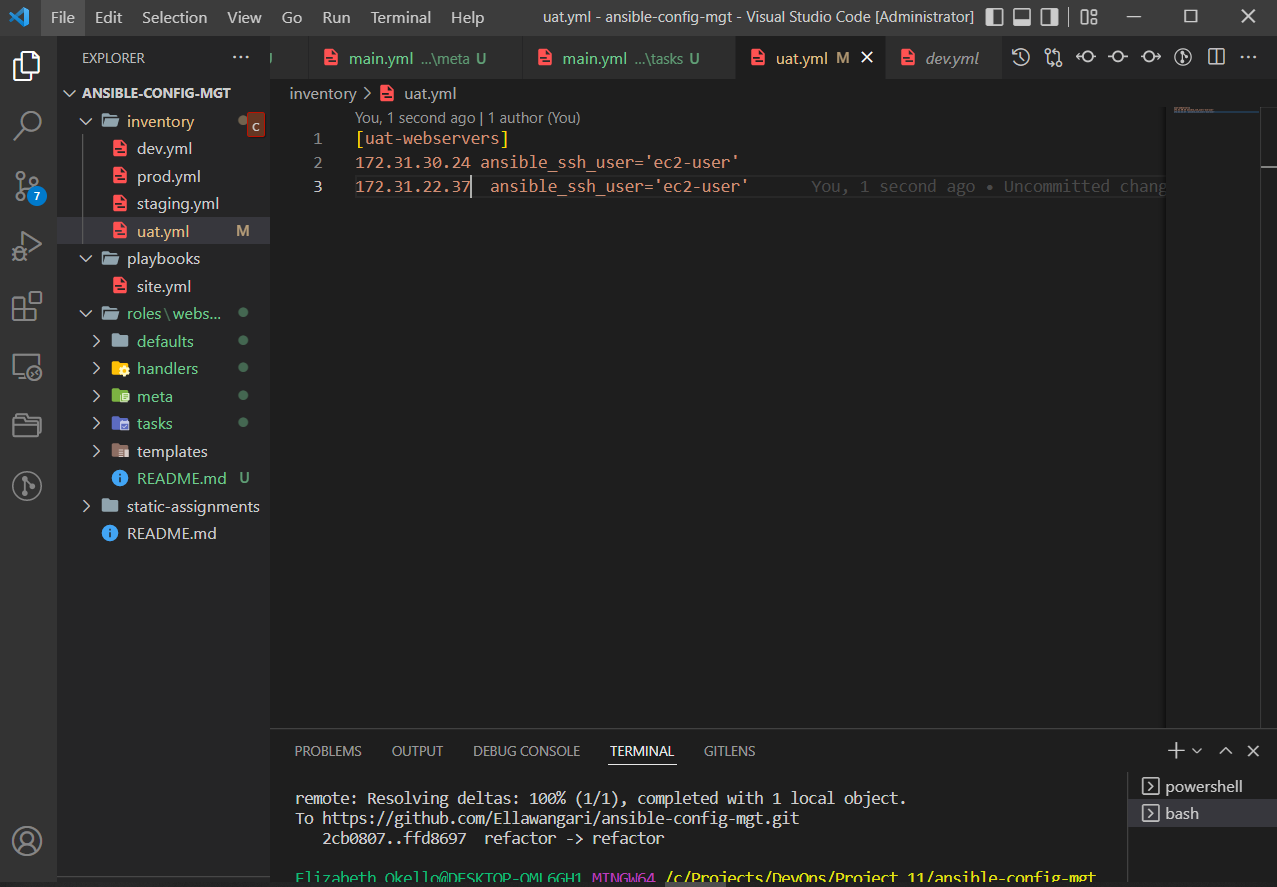 File Edit Selection View Go Run Terminal Help uat.yml - ansible-config-mgt - Visual Studio Code [Administrator]
EXPLORER ...
U main.yml ...\meta U main.yml ...\tasks U uat.yml M dev.yml
ANSIBLE-CONFIG-MGT
inventory C
dev.yml
prod.yml
staging.yml
uat.yml M
playbooks
site.yml
roles\webs...
defaults
handlers
meta
tasks
templates
README.md U
static-assignments
README.md
7
inventory > uat.yml
You, 1 second ago | 1 author (You)
1 [uat-webservers]
2 172.31.30.24 ansible_ssh_user='ec2-user'
3 172.31.22.37  ansible_ssh_user='ec2-user' You, 1 second ago • Uncommitted chang
PROBLEMS OUTPUT DEBUG CONSOLE TERMINAL GITLENS
powershell
bash
remote: Resolving deltas: 100% (1/1), completed with 1 local object.
To https://github.com/Ellawangari/ansible-config-mgt.git
2cb0807..ffd8697  refactor -> refactor
Elizabeth Okello@DESKTOP-OML6GH1 MINGW64 /c/Projects/DevOps/Project 11/ansible-config-mgt